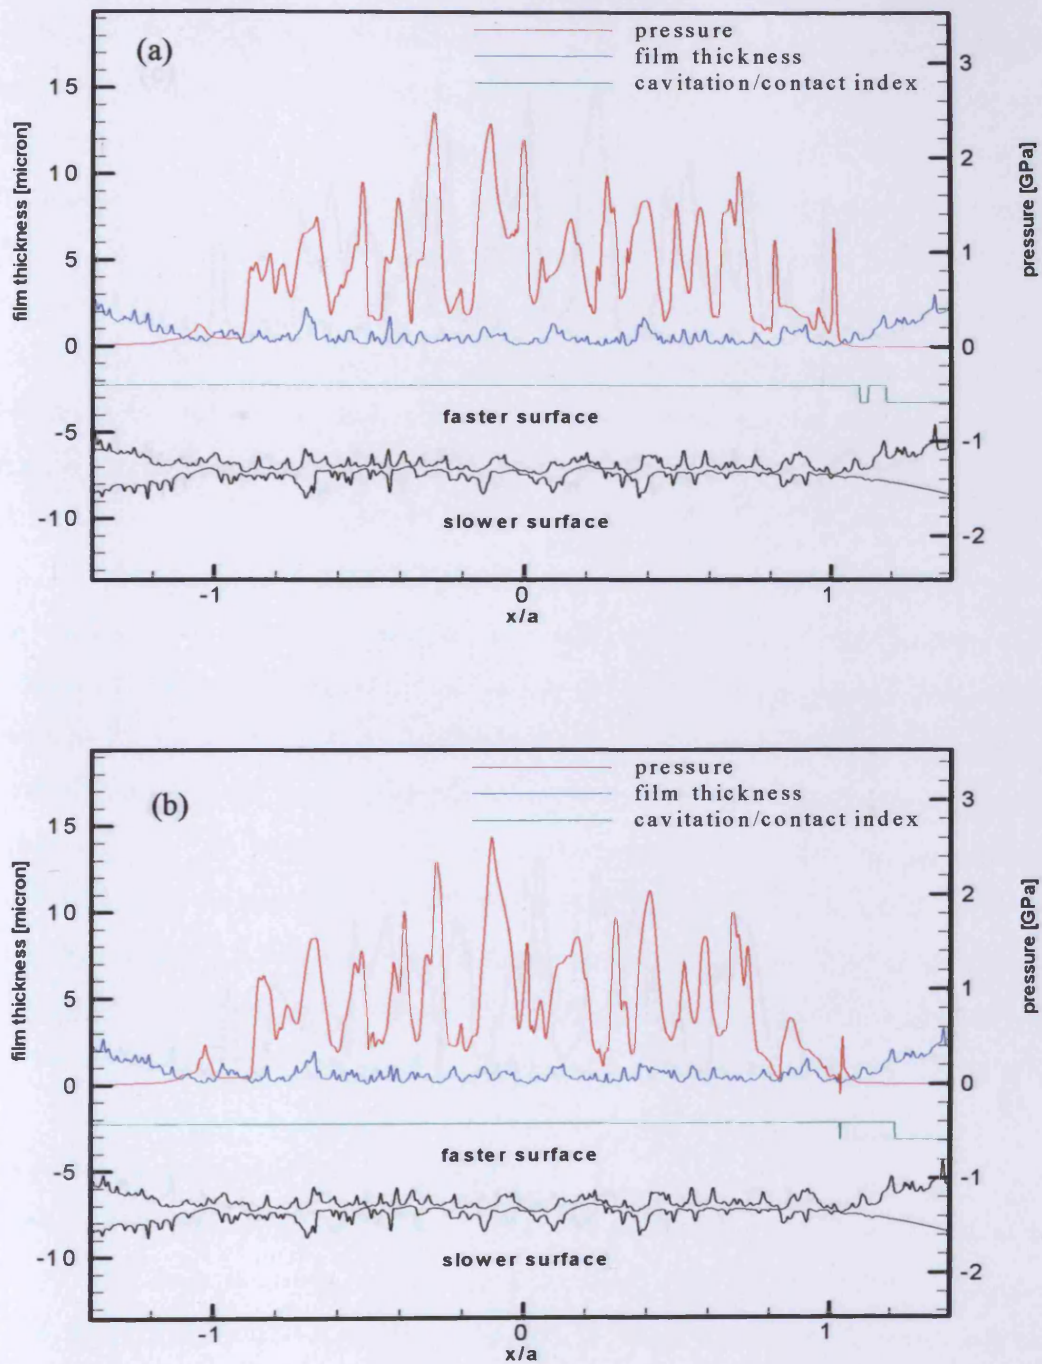 (a)
pressure
film thickness
cavitation/contact index
3
2
1
0
-1
-2
15
10
5
0
-5
-10
film thickness [micron]
pressure [GPa]
faster surface
slower surface
-1
0
1
x/a
(b)
pressure
film thickness
cavitation/contact index
3
2
1
0
-1
-2
15
10
5
0
-5
-10
film thickness [micron]
pressure [GPa]
faster surface
slower surface
-1
0
1
x/a